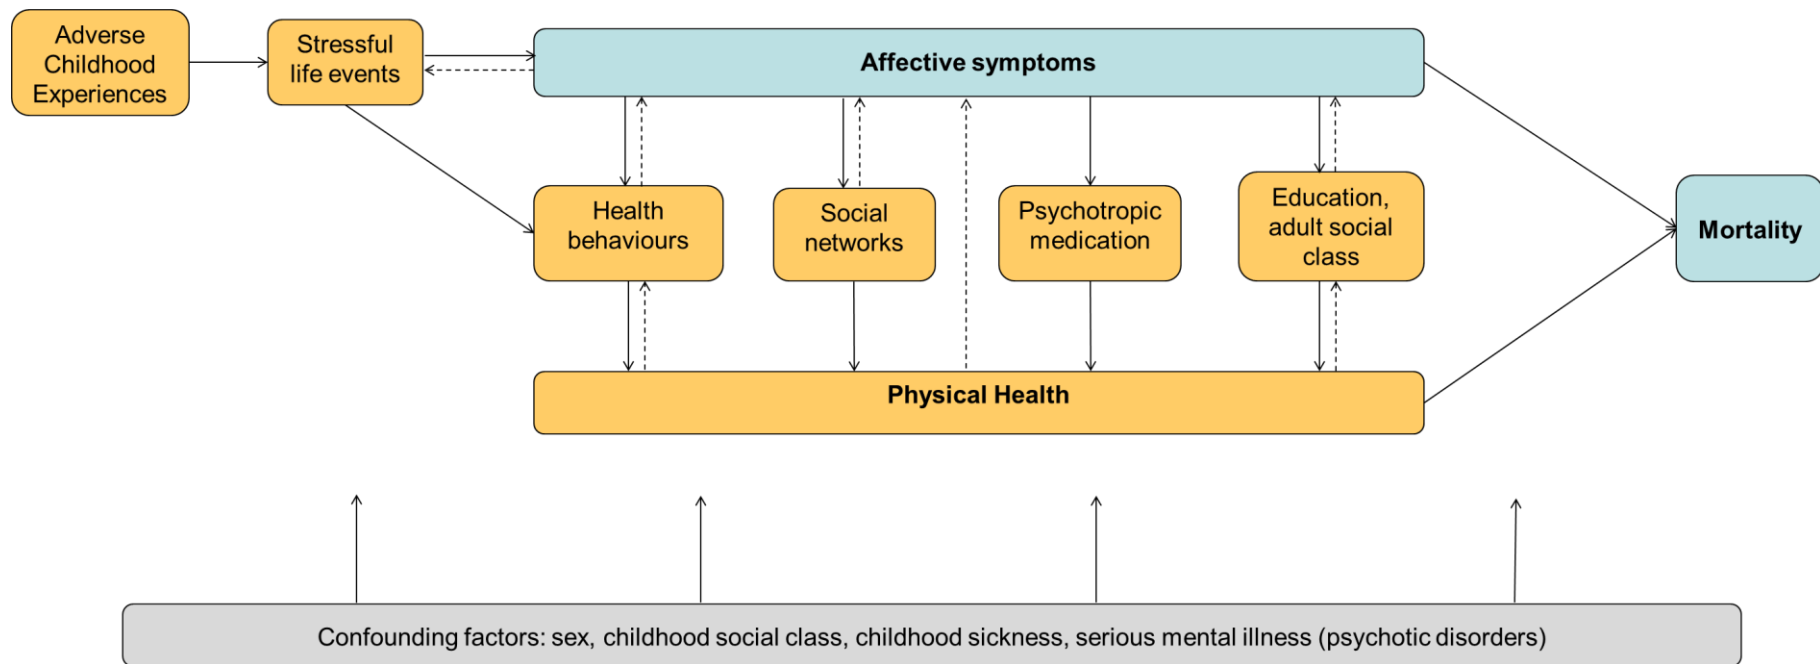 Adverse
Childhood
Experiences
Stressful
life events
Affective symptoms
Health
behaviours
Social
networks
Psychotropic
medication
Education,
adult social
class
Mortality
Physical Health
Confounding factors: sex, childhood social class, childhood sickness, serious mental illness (psychotic disorders)